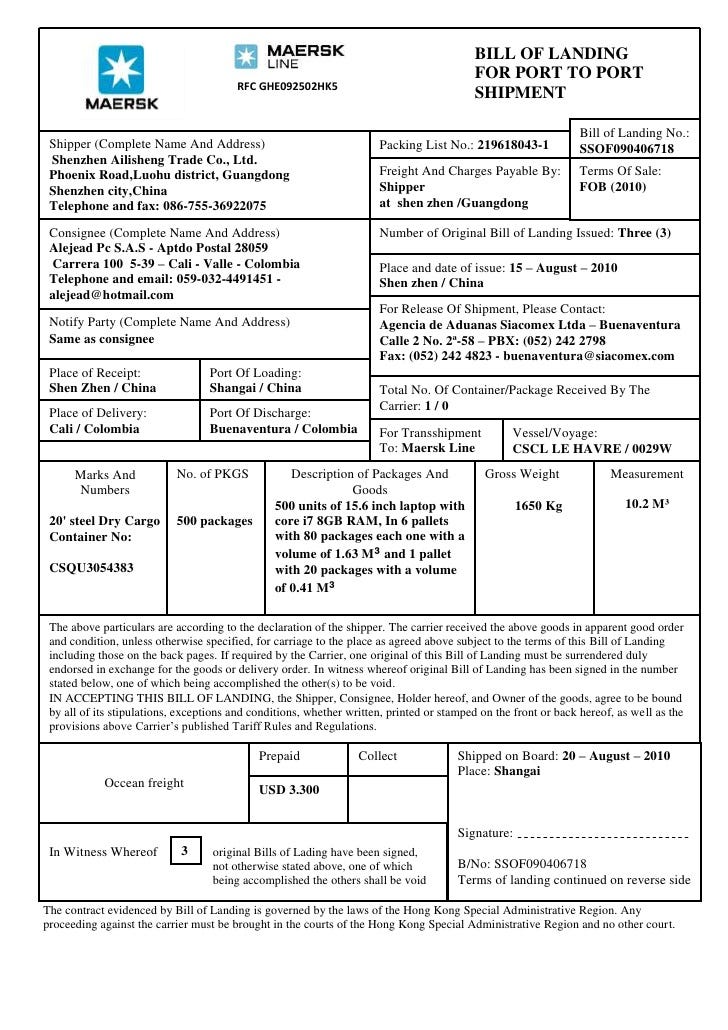 MAERSK
MAERSK
LINE
RFC GHE092502HK5
BILL OF LANDING
FOR PORT TO PORT
SHIPMENT
Shipper (Complete Name And Address)
Shenzhen Ailisheng Trade Co., Ltd.
Phoenix Road,Luohu district, Guangdong
Shenzhen city,China
Telephone and fax: 086-755-36922075
Packing List No.: 219618043-1
Bill of Landing No.:
SSOF090406718
Freight And Charges Payable By:
Shipper
at shen zhen /Guangdong
Terms Of Sale:
FOB (2010)
Consignee (Complete Name And Address)
Alejead Pc S.A.S - Aptdo Postal 28059
Carrera 100 5-39 – Cali - Valle - Colombia
Telephone and email: 059-032-4491451 -
alejead@hotmail.com
Number of Original Bill of Landing Issued: Three (3)
Place and date of issue: 15 – August – 2010
Shen zhen / China
Notify Party (Complete Name And Address)
Same as consignee
For Release Of Shipment, Please Contact:
Agencia de Aduanas Siacomex Ltda – Buenaventura
Calle 2 No. 2ª-58 – PBX: (052) 242 2798
Fax: (052) 242 4823 - buenaventura@siacomex.com
Place of Receipt:
Shen Zhen / China
Port Of Loading:
Shangai / China
Total No. Of Container/Package Received By The
Carrier: 1 / 0
Place of Delivery:
Cali / Colombia
Port Of Discharge:
Buenaventura / Colombia
For Transshipment
To: Maersk Line
Vessel/Voyage:
CSCL LE HAVRE / 0029W
Marks And
Numbers
20' steel Dry Cargo
Container No:
CSQU3054383
No. of PKGS
500 packages
Description of Packages And
Goods
500 units of 15.6 inch laptop with
core i7 8GB RAM, In 6 pallets
with 80 packages each one with a
volume of 1.63 M³ and 1 pallet
with 20 packages with a volume
of 0.41 M³
Gross Weight
1650 Kg
Measurement
10.2 M³
The above particulars are according to the declaration of the shipper. The carrier received the above goods in apparent good order
and condition, unless otherwise specified, for carriage to the place as agreed above subject to the terms of this Bill of Landing
including those on the back pages. If required by the Carrier, one original of this Bill of Landing must be surrendered duly
endorsed in exchange for the goods or delivery order. In witness whereof original Bill of Landing has been signed in the number
stated below, one of which being accomplished the other(s) to be void.
IN ACCEPTING THIS BILL OF LANDING, the Shipper, Consignee, Holder hereof, and Owner of the goods, agree to be bound
by all of its stipulations, exceptions and conditions, whether written, printed or stamped on the front or back hereof, as well as the
provisions above Carrier's published Tariff Rules and Regulations.
Occean freight
Prepaid
USD 3.300
Collect
Shipped on Board: 20 – August – 2010
Place: Shangai
Signature:
B/No: SSOF090406718
Terms of landing continued on reverse side
In Witness Whereof
3
original Bills of Lading have been signed,
not otherwise stated above, one of which
being accomplished the others shall be void
The contract evidenced by Bill of Landing is governed by the laws of the Hong Kong Special Administrative Region. Any
proceeding against the carrier must be brought in the courts of the Hong Kong Special Administrative Region and no other court.